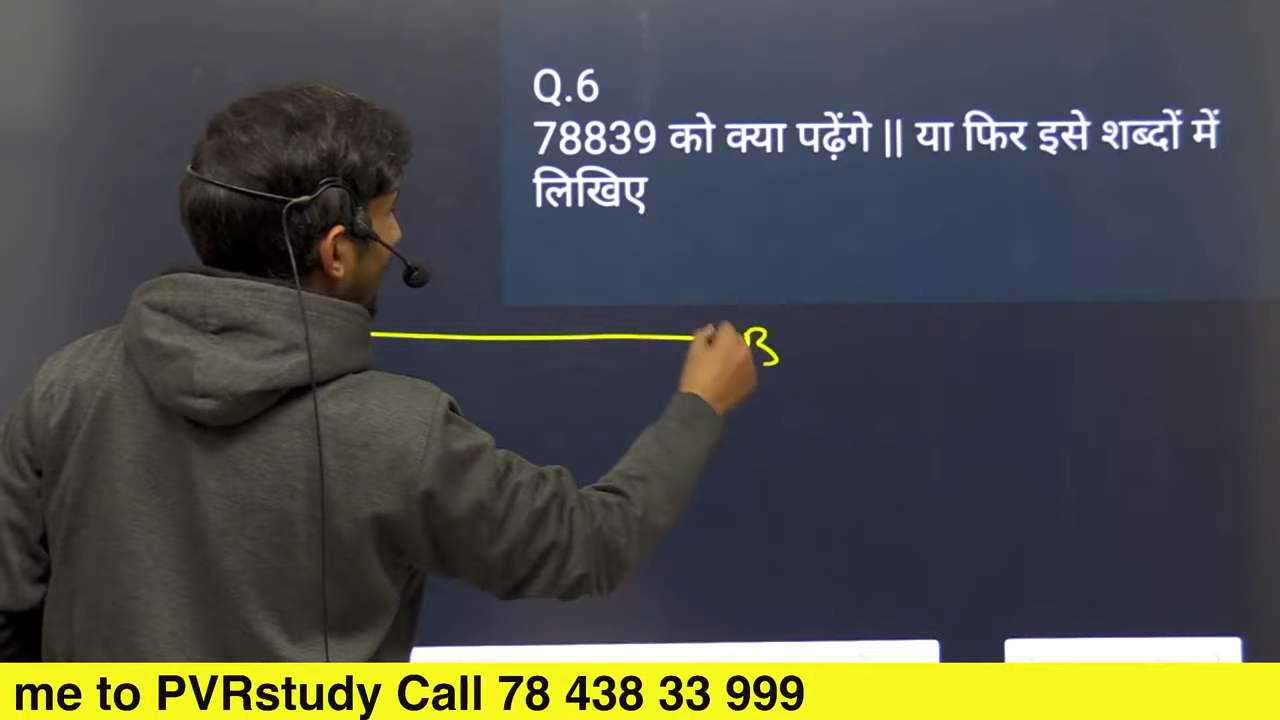 Q.6
78839 को क्या पढ़ेंगे || या फिर इसे शब्दों में
लिखिए
B
me to PVRstudy Call 78 438 33 999